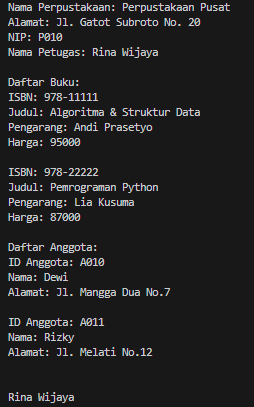 Nama Perpustakaan: Perpustakaan Pusat
Alamat: Jl. Gatot Subroto No. 20
NIP: P010
Nama Petugas: Rina Wijaya
Daftar Buku:
ISBN: 978-11111
Judul: Algoritma & Struktur Data
Pengarang: Andi Prasetyo
Harga: 95000
ISBN: 978-22222
Judul: Pemrograman Python
Pengarang: Lia Kusuma
Harga: 87000
Daftar Anggota:
ID Anggota: A010
Nama: Dewi
Alamat: Jl. Mangga Dua No.7
ID Anggota: A011
Nama: Rizky
Alamat: Jl. Melati No.12
Rina Wijaya